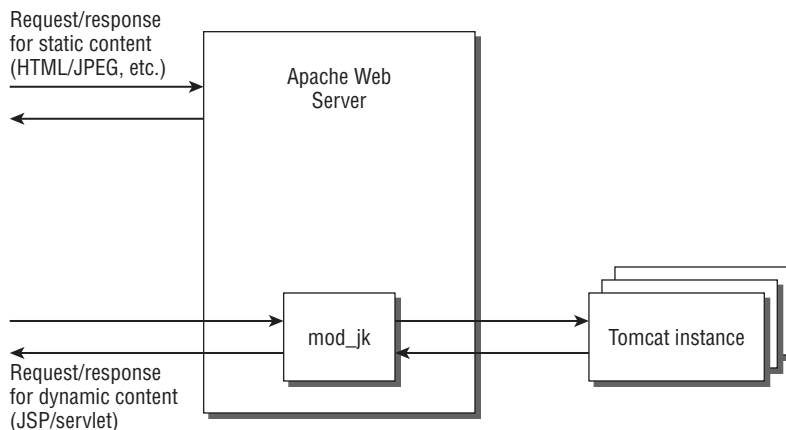 Request/response
for static content
(HTML/JPEG, etc.)
Apache Web
Server
mod_jk
Tomcat instance
Request/response
for dynamic content
(JSP/servlet)